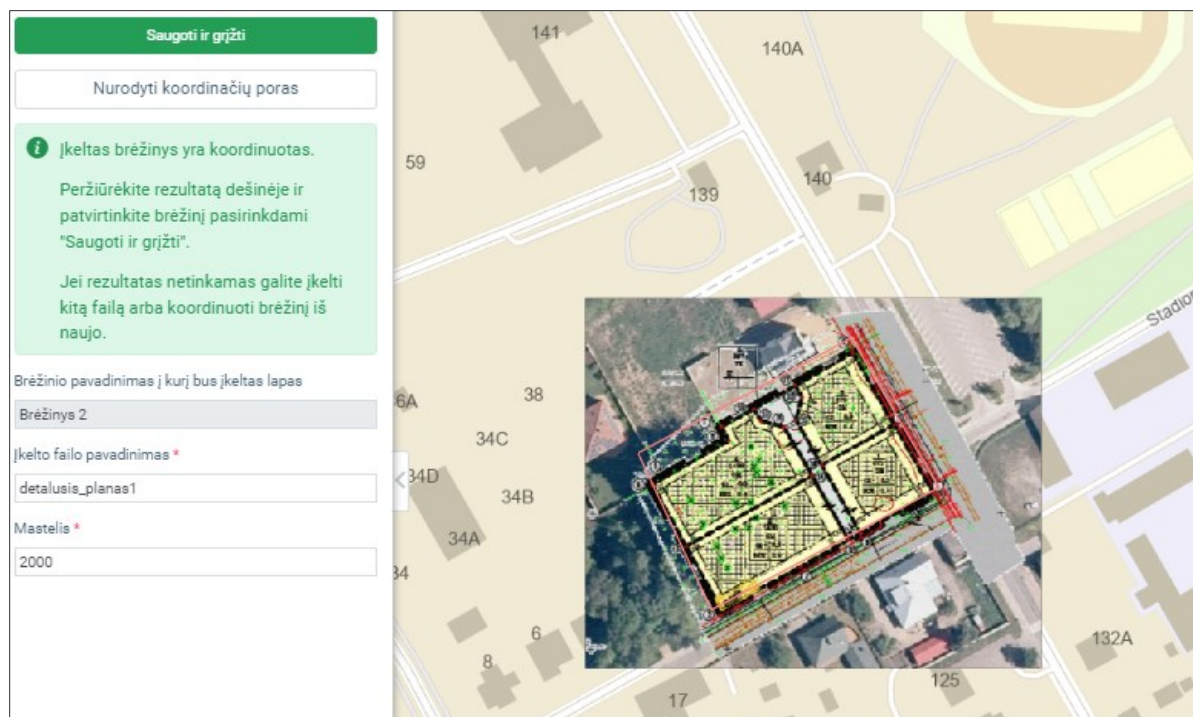 Saugoti ir grįžti
Nurodyti koordinačių poras
Įkeltas brėžinys yra koordinuotas.
Peržiūrėkite rezultatą dešinėje ir
patvirtinkite brėžinį pasirinkdami
"Saugoti ir grįžti".
Jei rezultatas netinkamas galite įkelti
kitą failą arba koordinuoti brėžinį iš
naujo.
Brėžinio pavadinimas į kurį bus įkeltas lapas
Brėžinys 2
Įkelto failo pavadinimas *
detalusis_planas1
Mastelis *
2000
141
140A
59
139
140
Stadion
6A
38
34C
34D
34B
34A
34
6
8
17
125
132A